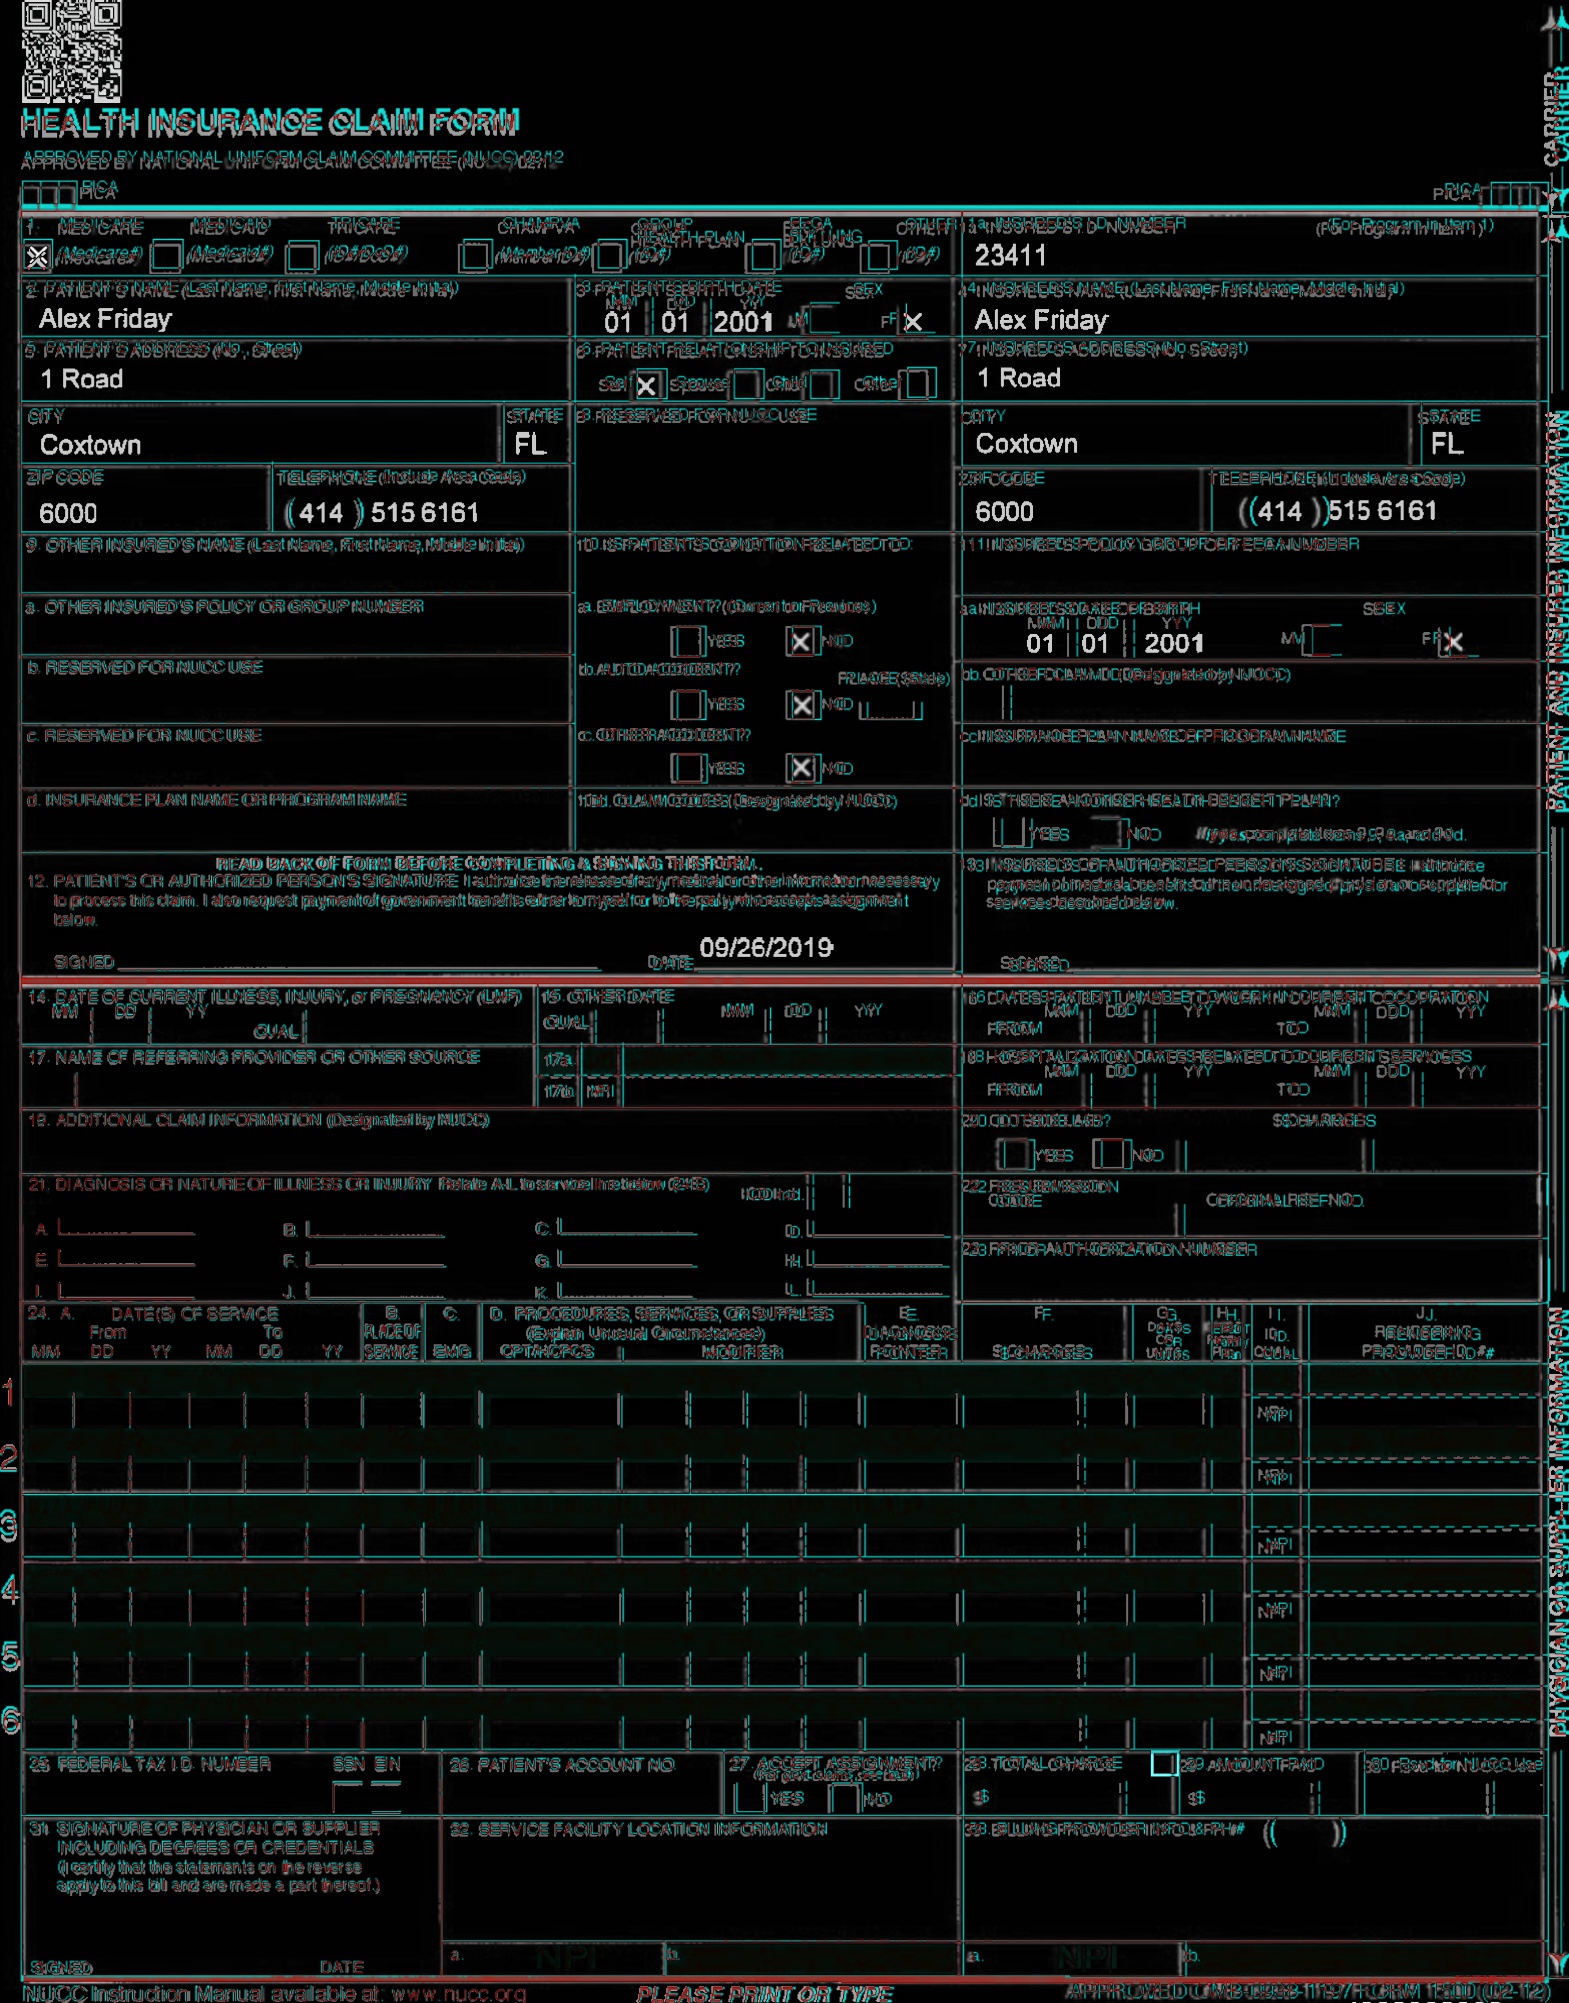 HEALTH INSURANCE CLAIM FORM
APPROVED BY NATIONAL UNIFORM CLAIM COMMITTEE (NUCC) 02/12
PICA
PICA
CARRIER
1. MEDICARE MEDICAID TRICARE CHAMPVA GROUP HEALTH PLAN FECA BLK LUNG OTHER
(Medicare#) (Medicaid#) (ID#/DoD#) (Member ID#) (ID#) (ID#) (ID#)
1a. INSURED'S I.D. NUMBER (For Program in Item 1)
23411
2. PATIENT'S NAME (Last Name, First Name, Middle Initial)
Alex Friday
3. PATIENT'S BIRTH DATE SEX
MM DD YY
01 01 2001 M F X
4. INSURED'S NAME (Last Name, First Name, Middle Initial)
Alex Friday
5. PATIENT'S ADDRESS (No., Street)
1 Road
6. PATIENT RELATIONSHIP TO INSURED
Self X Spouse Child Other
7. INSURED'S ADDRESS (No., Street)
1 Road
CITY STATE
Coxtown FL
8. RESERVED FOR NUCC USE
CITY STATE
Coxtown FL
ZIP CODE TELEPHONE (Include Area Code)
6000 (414) 515 6161
ZIP CODE TELEPHONE (Include Area Code)
6000 (414) 515 6161
9. OTHER INSURED'S NAME (Last Name, First Name, Middle Initial)
10. IS PATIENT'S CONDITION RELATED TO:
11. INSURED'S POLICY GROUP OR FECA NUMBER
a. OTHER INSURED'S POLICY OR GROUP NUMBER
a. EMPLOYMENT? (Current or Previous)
YES X NO
a. INSURED'S DATE OF BIRTH SEX
MM DD YY
01 01 2001 M F X
b. RESERVED FOR NUCC USE
b. AUTO ACCIDENT? PLACE (State)
YES X NO
b. OTHER CLAIM ID (Designated by NUCC)
c. RESERVED FOR NUCC USE
c. OTHER ACCIDENT?
YES X NO
c. INSURANCE PLAN NAME OR PROGRAM NAME
d. INSURANCE PLAN NAME OR PROGRAM NAME
10d. CLAIM CODES (Designated by NUCC)
d. IS THERE ANOTHER HEALTH BENEFIT PLAN?
YES NO If yes, complete items 9, 9a, and 9d.
READ BACK OF FORM BEFORE COMPLETING & SIGNING THIS FORM.
12. PATIENT'S OR AUTHORIZED PERSON'S SIGNATURE I authorize the release of any medical or other information necessary
to process this claim. I also request payment of government benefits either to myself or to the party who accepts assignment
below.
SIGNED DATE 09/26/2019
13. INSURED'S OR AUTHORIZED PERSON'S SIGNATURE I authorize
payment of medical benefits to the undersigned physician or supplier for
services described below.
SIGNED
PATIENT AND INSURED INFORMATION
14. DATE OF CURRENT ILLNESS, INJURY, or PREGNANCY (LMP)
MM DD YY
QUAL
15. OTHER DATE
QUAL MM DD YY
16. DATES PATIENT UNABLE TO WORK IN CURRENT OCCUPATION
MM DD YY MM DD YY
FROM TO
17. NAME OF REFERRING PROVIDER OR OTHER SOURCE
17a.
17b. NPI
18. HOSPITALIZATION DATES RELATED TO CURRENT SERVICES
MM DD YY MM DD YY
FROM TO
19. ADDITIONAL CLAIM INFORMATION (Designated by NUCC)
20. OUTSIDE LAB? $ CHARGES
YES NO
21. DIAGNOSIS OR NATURE OF ILLNESS OR INJURY Relate A-L to service line below (24E)
ICD Ind.
A. B. C. D.
E. F. G. H.
I. J. K. L.
22. RESUBMISSION
CODE ORIGINAL REF. NO.
23. PRIOR AUTHORIZATION NUMBER
24. A. DATE(S) OF SERVICE
From To
MM DD YY MM DD YY
B. PLACE OF SERVICE
C. EMG
D. PROCEDURES, SERVICES, OR SUPPLIES
(Explain Unusual Circumstances)
CPT/HCPCS MODIFIER
E. DIAGNOSIS POINTER
F. $ CHARGES
G. DAYS OR UNITS
H. EPSDT Family Plan
I. ID. QUAL.
J. RENDERING PROVIDER ID. #
1 NPI
2 NPI
3 NPI
4 NPI
5 NPI
6 NPI
PHYSICIAN OR SUPPLIER INFORMATION
25. FEDERAL TAX I.D. NUMBER SSN EIN
26. PATIENT'S ACCOUNT NO.
27. ACCEPT ASSIGNMENT?
(For govt. claims, see back)
YES NO
28. TOTAL CHARGE
$
29. AMOUNT PAID
$
30. Rsvd for NUCC Use
31. SIGNATURE OF PHYSICIAN OR SUPPLIER
INCLUDING DEGREES OR CREDENTIALS
(I certify that the statements on the reverse
apply to this bill and are made a part thereof.)
SIGNED DATE
32. SERVICE FACILITY LOCATION INFORMATION
a. NPI b.
33. BILLING PROVIDER INFO & PH# ( )
a. NPI b.
NUCC Instruction Manual available at: www.nucc.org
PLEASE PRINT OR TYPE
APPROVED OMB-0938-1197 FORM 1500 (02-12)